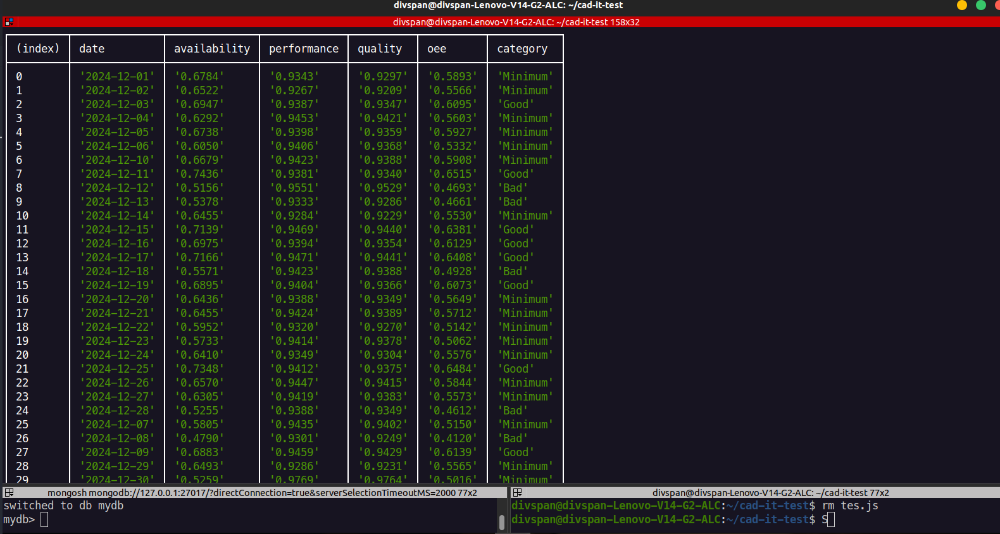 divspan@divspan-Lenovo-V14-G2-ALC: ~/cad-it-test
divspan@divspan-Lenovo-V14-G2-ALC: ~/cad-it-test 158x32
(index) date availability performance quality oee category
0 '2024-12-01' '0.6784' '0.9343' '0.9297' '0.5893' 'Minimum'
1 '2024-12-02' '0.6522' '0.9267' '0.9209' '0.5566' 'Minimum'
2 '2024-12-03' '0.6947' '0.9387' '0.9347' '0.6095' 'Good'
3 '2024-12-04' '0.6292' '0.9453' '0.9421' '0.5603' 'Minimum'
4 '2024-12-05' '0.6738' '0.9398' '0.9359' '0.5927' 'Minimum'
5 '2024-12-06' '0.6050' '0.9406' '0.9368' '0.5332' 'Minimum'
6 '2024-12-10' '0.6679' '0.9423' '0.9388' '0.5908' 'Minimum'
7 '2024-12-11' '0.7436' '0.9381' '0.9340' '0.6515' 'Good'
8 '2024-12-12' '0.5156' '0.9551' '0.9529' '0.4693' 'Bad'
9 '2024-12-13' '0.5378' '0.9333' '0.9286' '0.4661' 'Bad'
10 '2024-12-14' '0.6455' '0.9284' '0.9229' '0.5530' 'Minimum'
11 '2024-12-15' '0.7139' '0.9469' '0.9440' '0.6381' 'Good'
12 '2024-12-16' '0.6975' '0.9394' '0.9354' '0.6129' 'Good'
13 '2024-12-17' '0.7166' '0.9471' '0.9441' '0.6408' 'Good'
14 '2024-12-18' '0.5571' '0.9423' '0.9388' '0.4928' 'Bad'
15 '2024-12-19' '0.6895' '0.9404' '0.9366' '0.6073' 'Good'
16 '2024-12-20' '0.6436' '0.9388' '0.9349' '0.5649' 'Minimum'
17 '2024-12-21' '0.6455' '0.9424' '0.9389' '0.5712' 'Minimum'
18 '2024-12-22' '0.5952' '0.9320' '0.9270' '0.5142' 'Minimum'
19 '2024-12-23' '0.5733' '0.9414' '0.9378' '0.5062' 'Minimum'
20 '2024-12-24' '0.6410' '0.9349' '0.9304' '0.5576' 'Minimum'
21 '2024-12-25' '0.7348' '0.9412' '0.9375' '0.6484' 'Good'
22 '2024-12-26' '0.6570' '0.9447' '0.9415' '0.5844' 'Minimum'
23 '2024-12-27' '0.6305' '0.9419' '0.9383' '0.5573' 'Minimum'
24 '2024-12-28' '0.5255' '0.9388' '0.9349' '0.4612' 'Bad'
25 '2024-12-07' '0.5805' '0.9435' '0.9402' '0.5150' 'Minimum'
26 '2024-12-08' '0.4790' '0.9301' '0.9249' '0.4120' 'Bad'
27 '2024-12-09' '0.6883' '0.9459' '0.9429' '0.6139' 'Good'
28 '2024-12-29' '0.6493' '0.9286' '0.9231' '0.5565' 'Minimum'
29 '2024-12-30' '0.5259' '0.9769' '0.9764' '0.5016' 'Minimum'
mongosh mongodb://127.0.0.1:27017/?directConnection=true&serverSelectionTimeoutMS=2000 77x2
switched to db mydb
mydb>
divspan@divspan-Lenovo-V14-G2-ALC: ~/cad-it-test 77x2
divspan@divspan-Lenovo-V14-G2-ALC:~/cad-it-test$ rm tes.js
divspan@divspan-Lenovo-V14-G2-ALC:~/cad-it-test$ S